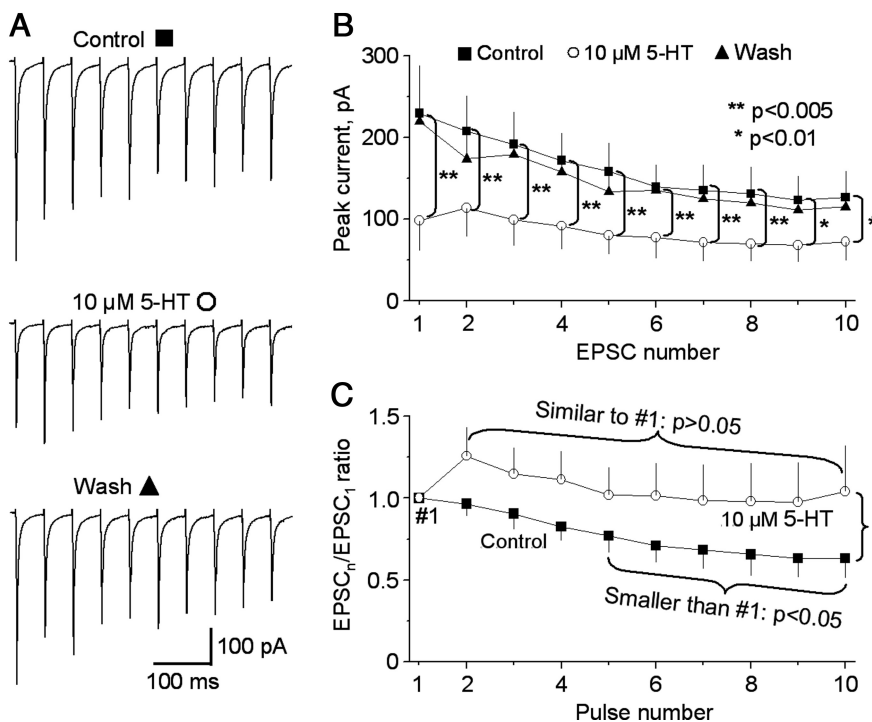 A
Control ■
10 µM 5-HT ○
Wash ▲
100 pA
100 ms
B
■ Control ○ 10 µM 5-HT ▲ Wash
** p<0.005
* p<0.01
Peak current, pA
300
200
100
0
** ** ** ** ** ** ** ** * *
1 2 4 6 8 10
EPSC number
C
Similar to #1: p>0.05
EPSCn/EPSC1 ratio
1.5
1.0
0.5
0
#1
Control
10 µM 5-HT
Smaller than #1: p<0.05
1 2 4 6 8 10
Pulse number